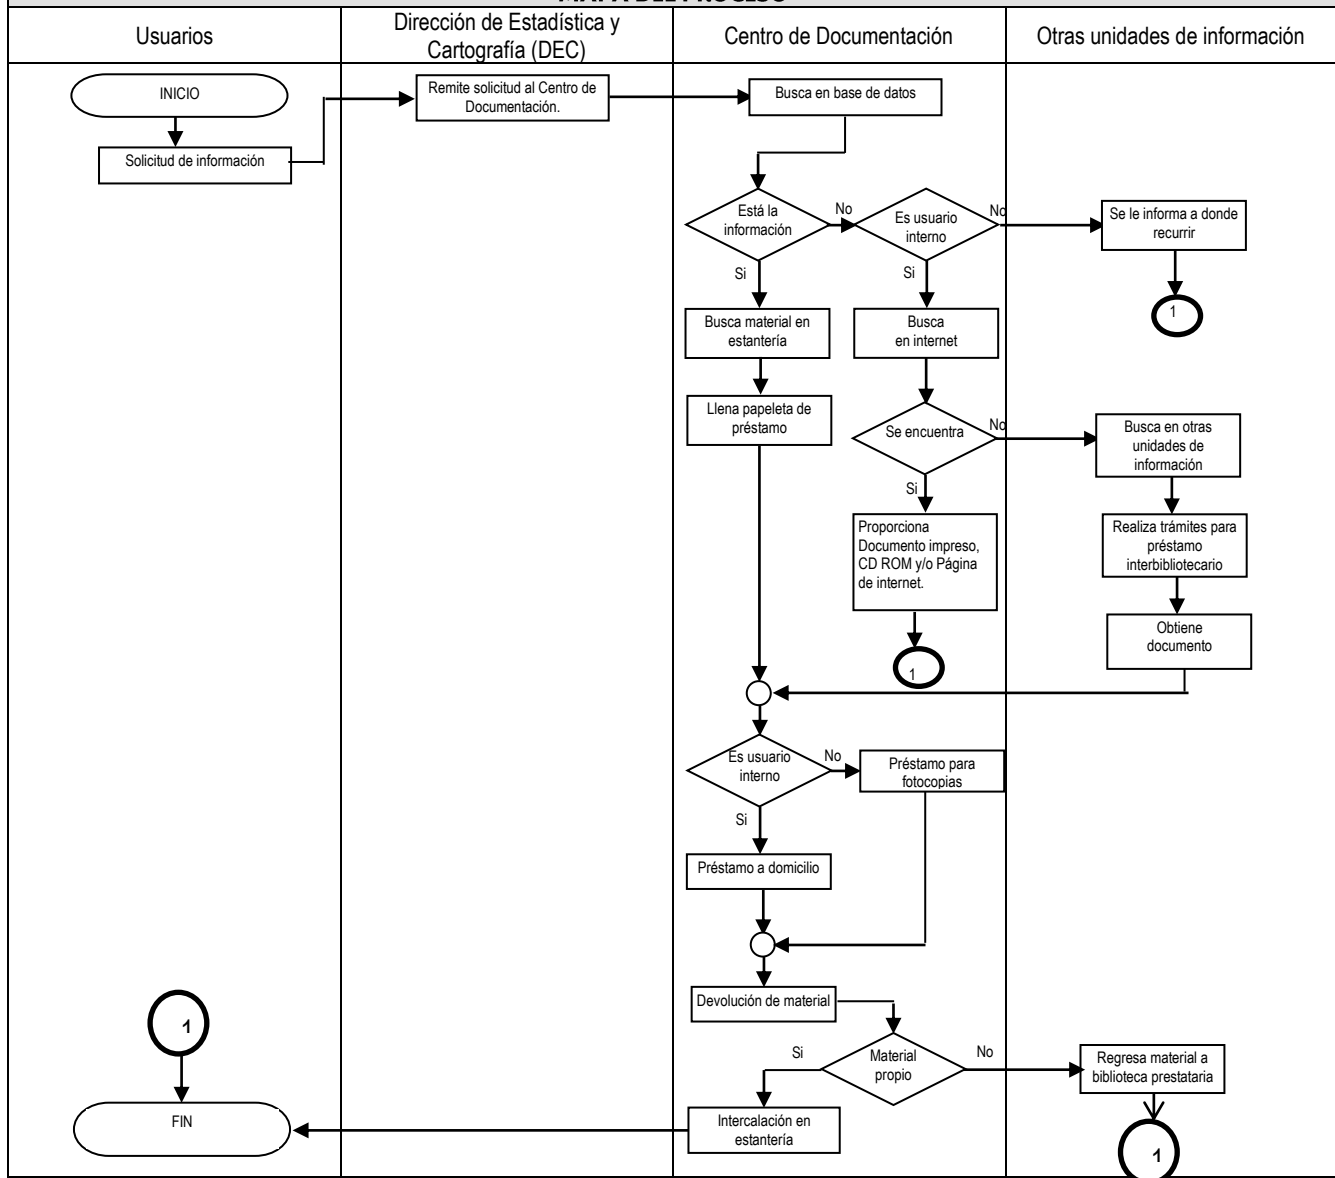 MAPA DEL PROCESO
Usuarios
Dirección de Estadística y
Cartografía (DEC)
Centro de Documentación
Otras unidades de información
INICIO
Remite solicitud al Centro de
Documentación.
Busca en base de datos
Solicitud de información
Está la
información
No
Es usuario
interno
No
Se le informa a donde
recurrir
Si
Si
1
Busca material en
estantería
Busca
en internet
Llena papeleta de
préstamo
Se encuentra
No
Busca en otras
unidades de
información
Si
Proporciona
Documento impreso,
CD ROM y/o Página
de internet.
Realiza trámites para
préstamo
interbibliotecario
Obtiene
documento
1
Es usuario
interno
No
Préstamo para
fotocopias
Si
Préstamo a domicilio
Devolución de material
1
Si
Material
propio
No
Regresa material a
biblioteca prestataria
FIN
Intercalación en
estantería
1